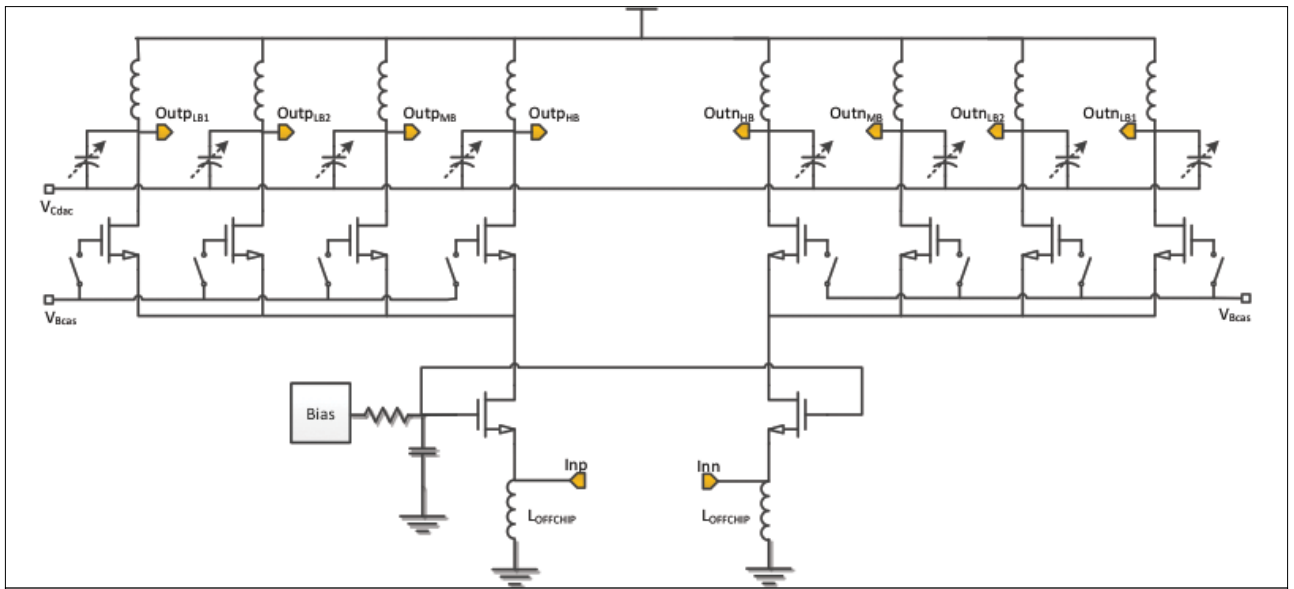 Outp_LB1
Outp_LB2
Outp_MB
Outp_HB
Outn_HB
Outn_MB
Outn_LB2
Outn_LB1
V_Cdac
V_Bcas
V_Bcas
Bias
Inp
Inn
L_OFFCHIP
L_OFFCHIP